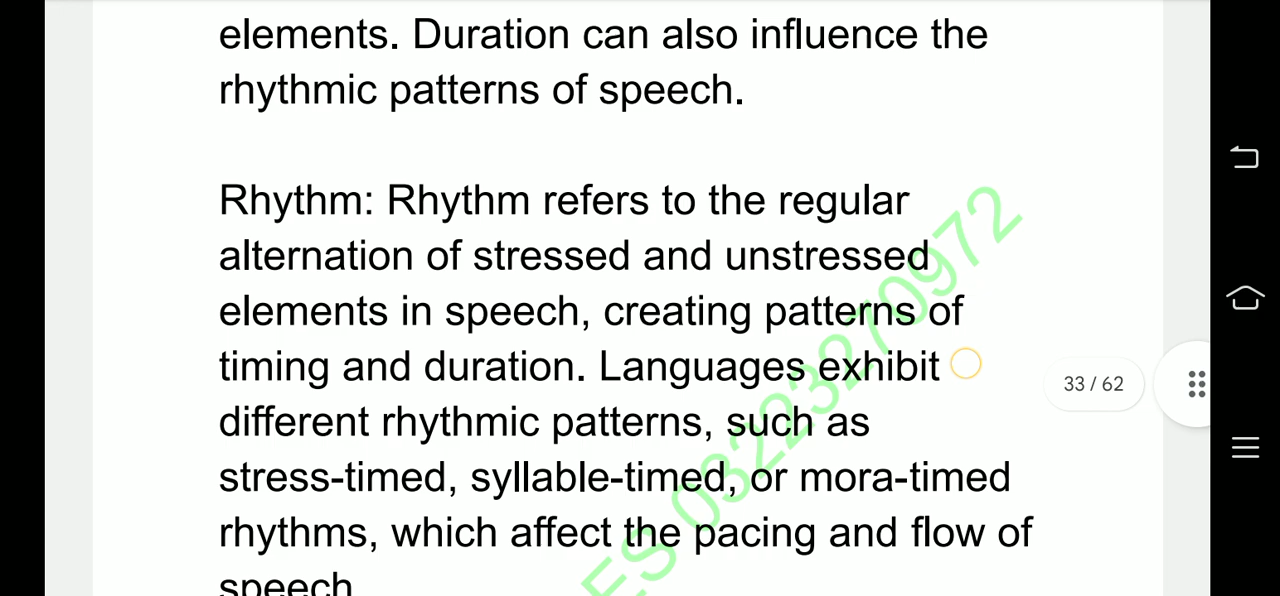 elements. Duration can also influence the
rhythmic patterns of speech.
Rhythm: Rhythm refers to the regular
alternation of stressed and unstressed
elements in speech, creating patterns of
timing and duration. Languages exhibit
different rhythmic patterns, such as
stress-timed, syllable-timed, or mora-timed
rhythms, which affect the pacing and flow of
speech
ES 03223270972
33 / 62